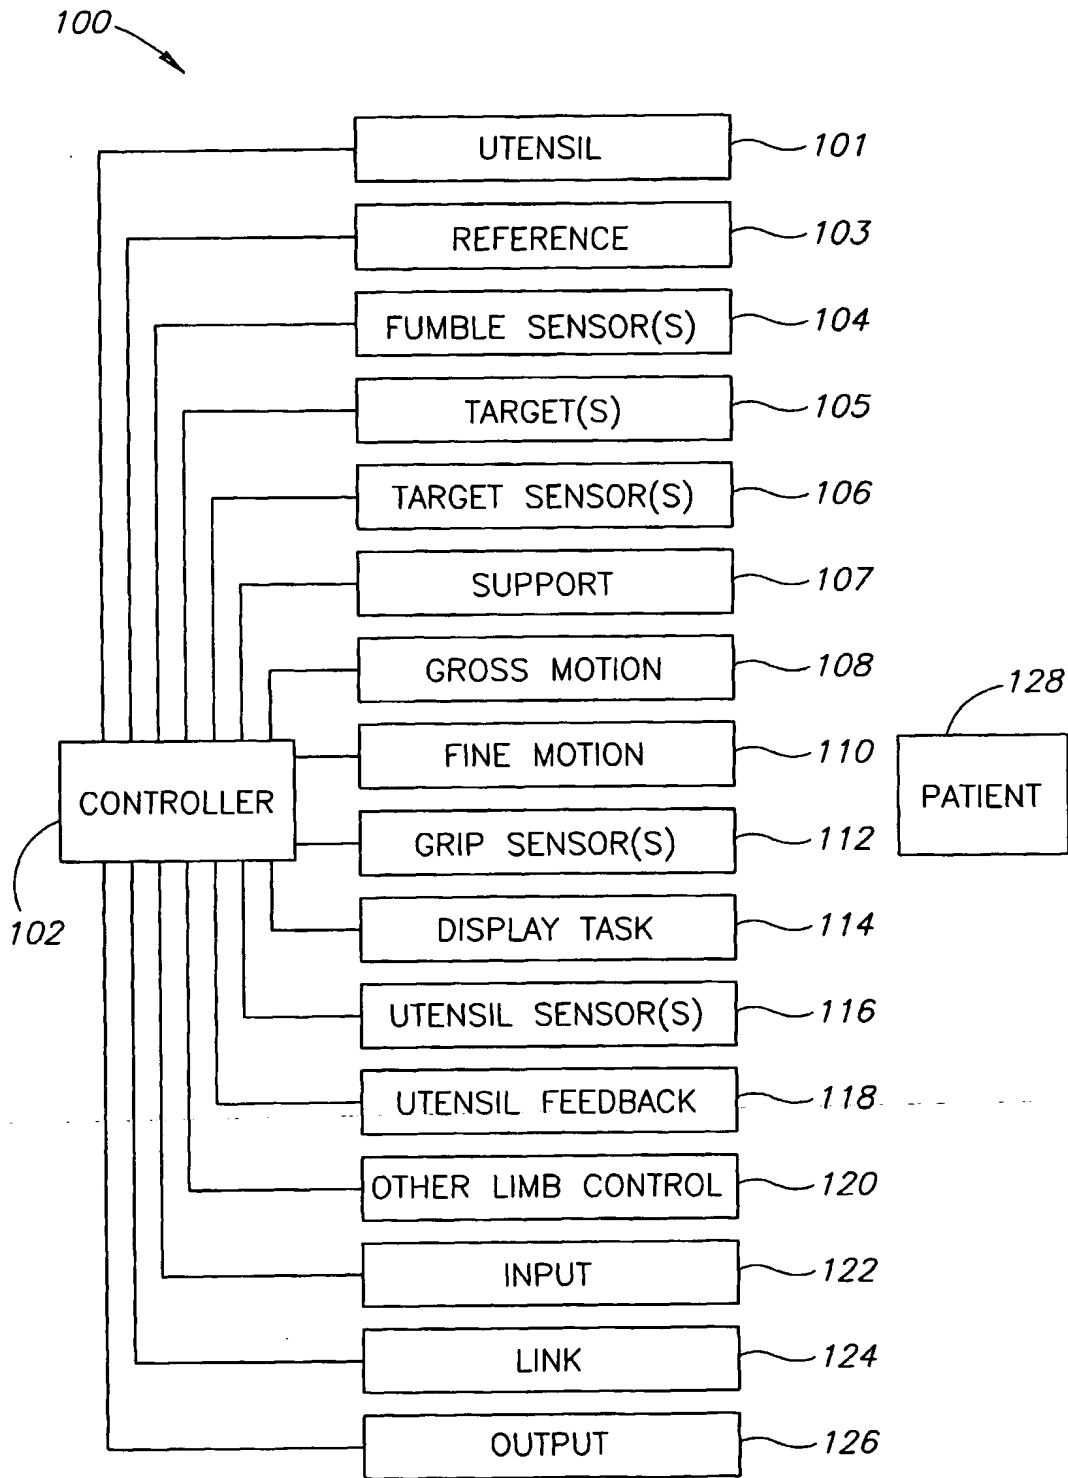 100
UTENSIL 101
REFERENCE 103
FUMBLE SENSOR(S) 104
TARGET(S) 105
TARGET SENSOR(S) 106
SUPPORT 107
GROSS MOTION 108
128
FINE MOTION 110
CONTROLLER
PATIENT
GRIP SENSOR(S) 112
102
DISPLAY TASK 114
UTENSIL SENSOR(S) 116
UTENSIL FEEDBACK 118
OTHER LIMB CONTROL 120
INPUT 122
LINK 124
OUTPUT 126